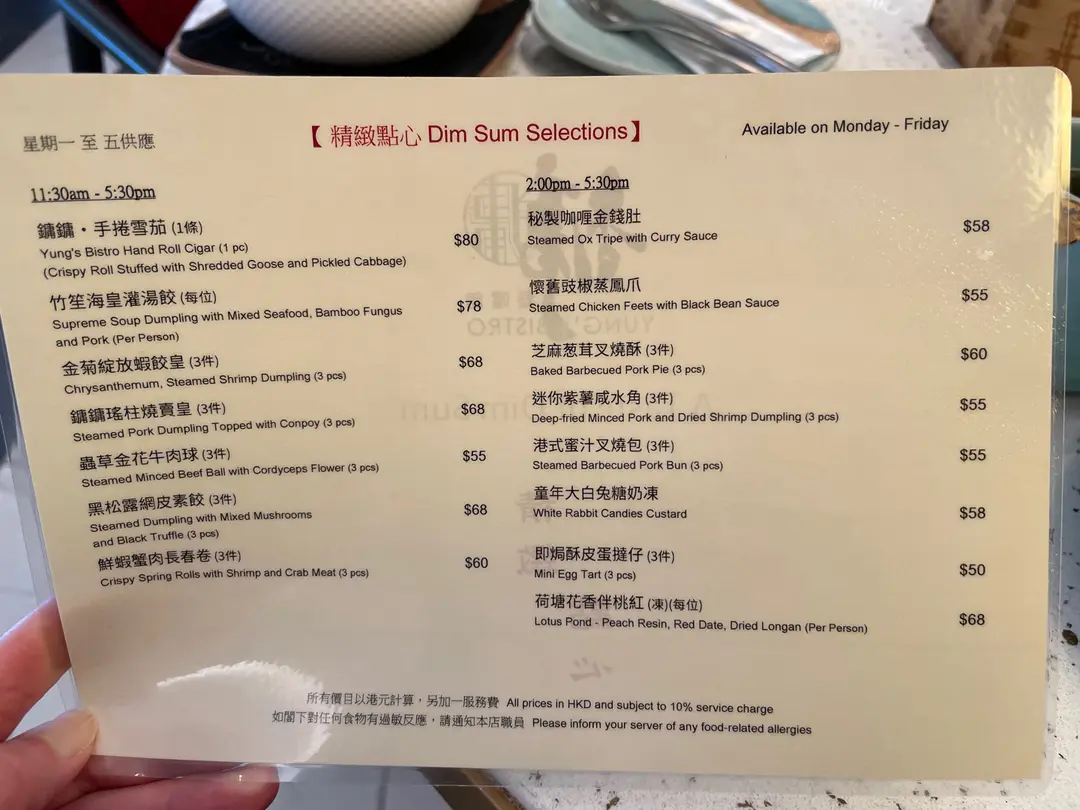 星期一 至 五供應
【 精緻點心 Dim Sum Selections】
Available on Monday - Friday
11:30am - 5:30pm
鏞鏞・手捲雪茄 (1條)
Yung's Bistro Hand Roll Cigar (1 pc)
(Crispy Roll Stuffed with Shredded Goose and Pickled Cabbage)
$80
竹笙海皇灌湯餃 (每位)
Supreme Soup Dumpling with Mixed Seafood, Bamboo Fungus
and Pork (Per Person)
$78
金菊綻放蝦餃皇 (3件)
Chrysanthemum, Steamed Shrimp Dumpling (3 pcs)
$68
鏞鏞瑤柱燒賣皇 (3件)
Steamed Pork Dumpling Topped with Conpoy (3 pcs)
$68
蟲草金花牛肉球 (3件)
Steamed Minced Beef Ball with Cordyceps Flower (3 pcs)
$55
黑松露網皮素餃 (3件)
Steamed Dumpling with Mixed Mushrooms
and Black Truffle (3 pcs)
$68
鮮蝦蟹肉長春卷 (3件)
Crispy Spring Rolls with Shrimp and Crab Meat (3 pcs)
$60
2:00pm - 5:30pm
秘製咖喱金錢肚
Steamed Ox Tripe with Curry Sauce
$58
懷舊豉椒蒸鳳爪
Steamed Chicken Feets with Black Bean Sauce
$55
芝麻葱茸叉燒酥 (3件)
Baked Barbecued Pork Pie (3 pcs)
$60
迷你紫薯咸水角 (3件)
Deep-fried Minced Pork and Dried Shrimp Dumpling (3 pcs)
$55
港式蜜汁叉燒包 (3件)
Steamed Barbecued Pork Bun (3 pcs)
$55
童年大白兔糖奶凍
White Rabbit Candies Custard
$58
即焗酥皮蛋撻仔 (3件)
Mini Egg Tart (3 pcs)
$50
荷塘花香伴桃紅 (凍)(每位)
Lotus Pond - Peach Resin, Red Date, Dried Longan (Per Person)
$68
所有價目以港元計算，另加一服務費 All prices in HKD and subject to 10% service charge
如閣下對任何食物有過敏反應，請通知本店職員 Please inform your server of any food-related allergies